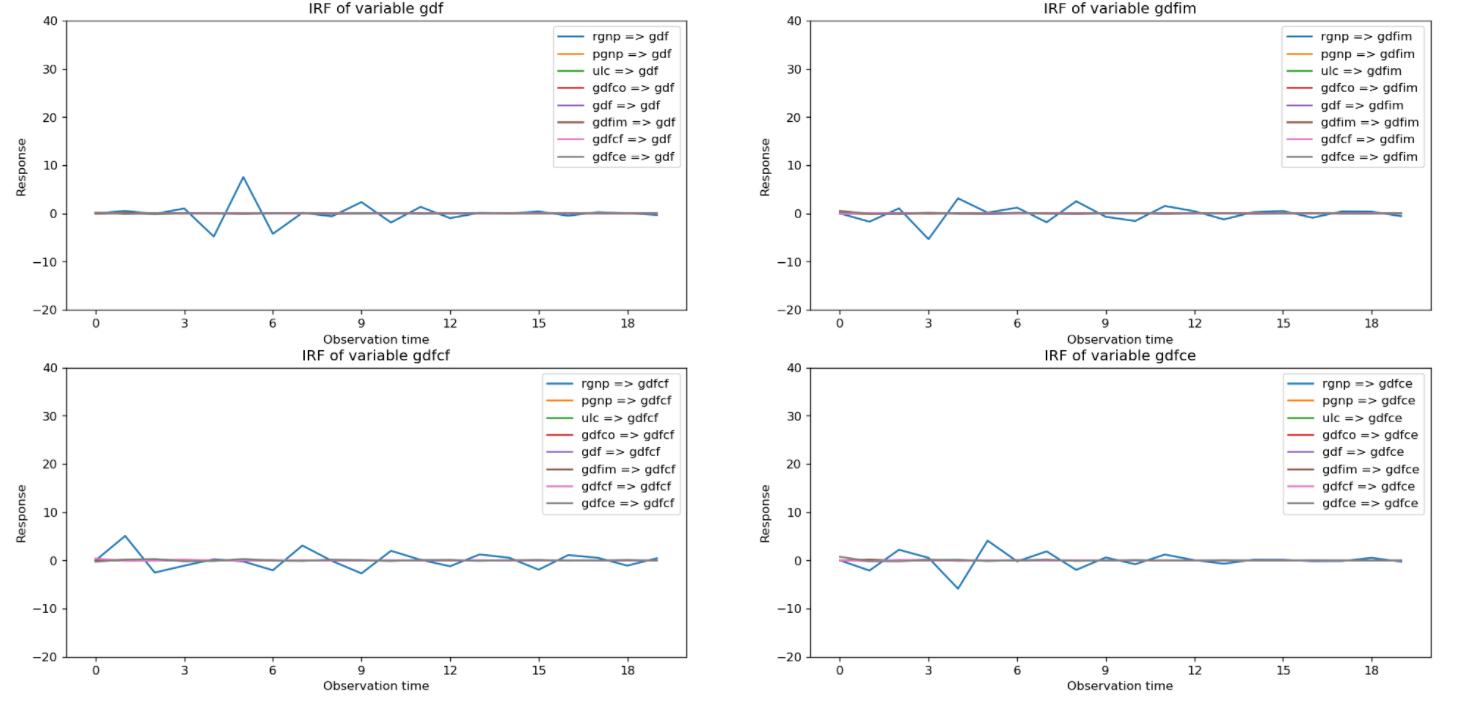 IRF of variable gdf
40
30
20
10
0
−10
−20
Response
rgnp => gdf
pgnp => gdf
ulc => gdf
gdfco => gdf
gdf => gdf
gdfim => gdf
gdfcf => gdf
gdfce => gdf
0 3 6 9 12 15 18
Observation time
IRF of variable gdfim
40
30
20
10
0
−10
−20
Response
rgnp => gdfim
pgnp => gdfim
ulc => gdfim
gdfco => gdfim
gdf => gdfim
gdfim => gdfim
gdfcf => gdfim
gdfce => gdfim
0 3 6 9 12 15 18
Observation time
IRF of variable gdfcf
40
30
20
10
0
−10
−20
Response
rgnp => gdfcf
pgnp => gdfcf
ulc => gdfcf
gdfco => gdfcf
gdf => gdfcf
gdfim => gdfcf
gdfcf => gdfcf
gdfce => gdfcf
0 3 6 9 12 15 18
Observation time
IRF of variable gdfce
40
30
20
10
0
−10
−20
Response
rgnp => gdfce
pgnp => gdfce
ulc => gdfce
gdfco => gdfce
gdf => gdfce
gdfim => gdfce
gdfcf => gdfce
gdfce => gdfce
0 3 6 9 12 15 18
Observation time